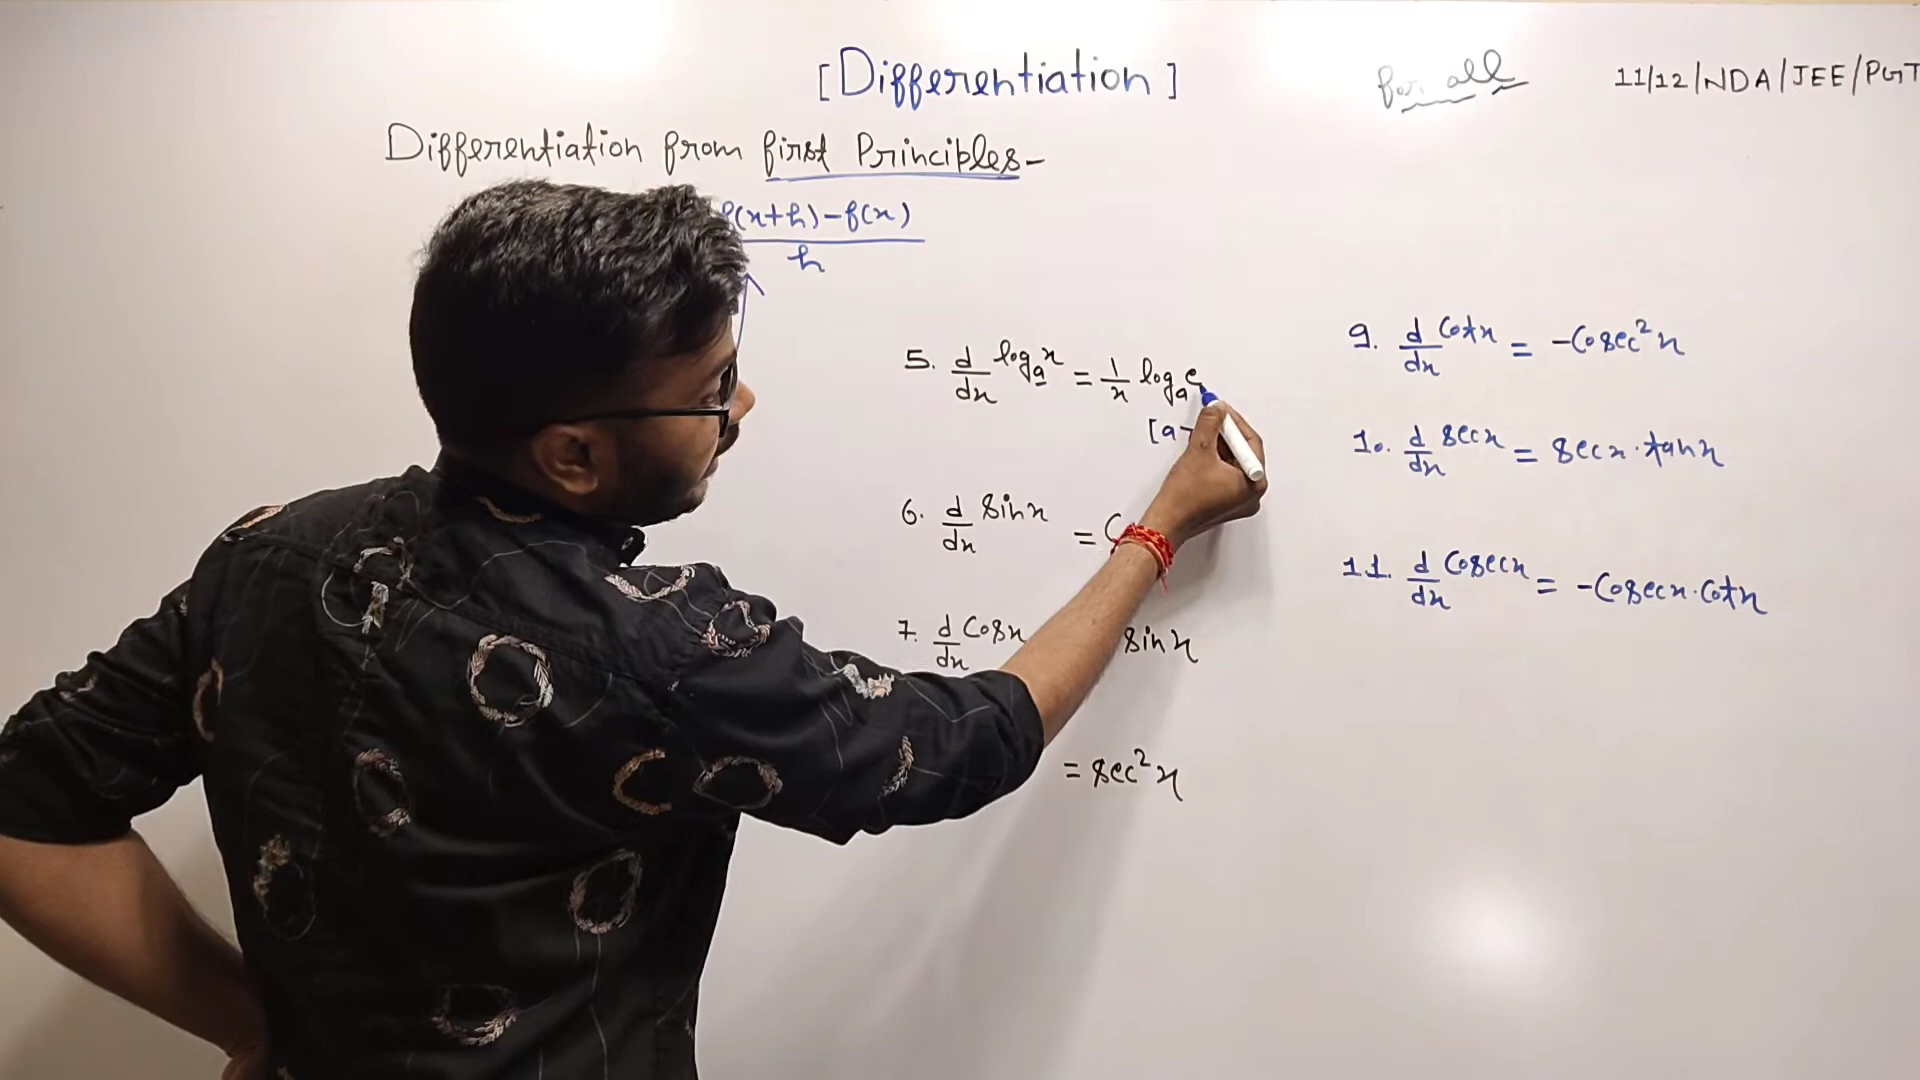 [Differentiation]
for all
11/12/NDA/JEE/PGT
Differentiation from first Principles-
f(x+h)-f(x)
h
5. d/dx logₐx = 1/x logₐe
[a
6. d/dx sinx = C
7. d/dx Cosx sinx
= sec²x
9. d/dx Cotx = -Cosec²x
10. d/dx secx = secx·tanx
11. d/dx Cosecx = -Cosecx·Cotx